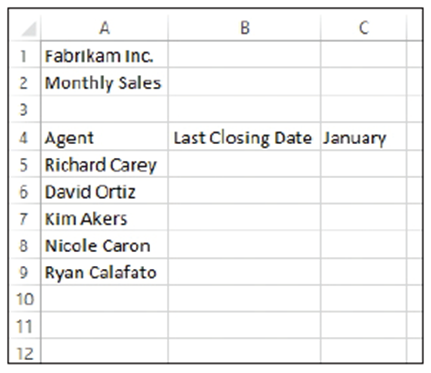 A B C
1 Fabrikam Inc.
2 Monthly Sales
3
4 Agent Last Closing Date January
5 Richard Carey
6 David Ortiz
7 Kim Akers
8 Nicole Caron
9 Ryan Calafato
10
11
12